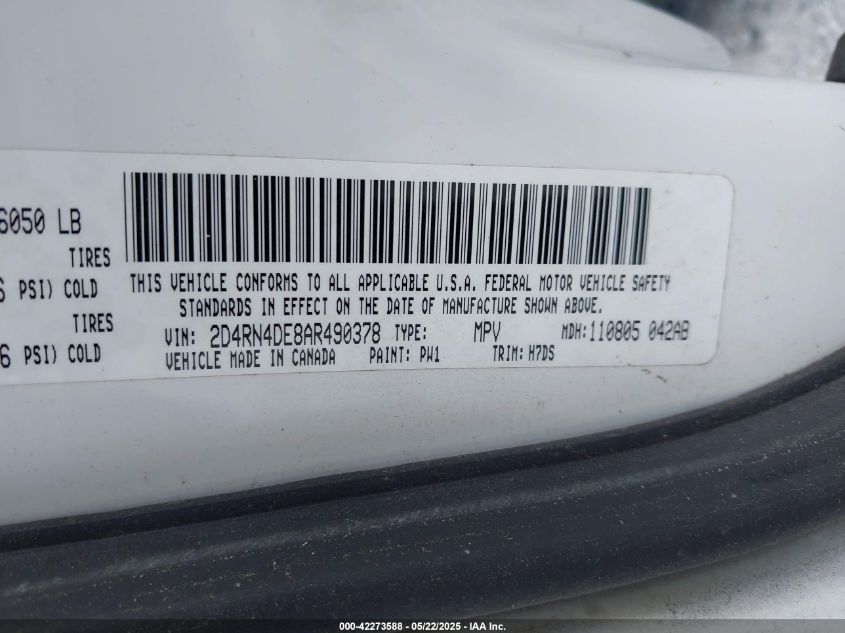 6050 LB
TIRES
6 PSI) COLD
TIRES
6 PSI) COLD
THIS VEHICLE CONFORMS TO ALL APPLICABLE U.S.A. FEDERAL MOTOR VEHICLE SAFETY
STANDARDS IN EFFECT ON THE DATE OF MANUFACTURE SHOWN ABOVE.
VIN: 2D4RN4DE8AR490378 TYPE: MPV MDH:110805 042AB
VEHICLE MADE IN CANADA PAINT: PW1 TRIM: H7DS
000-42273588 - 05/22/2025 - IAA Inc.